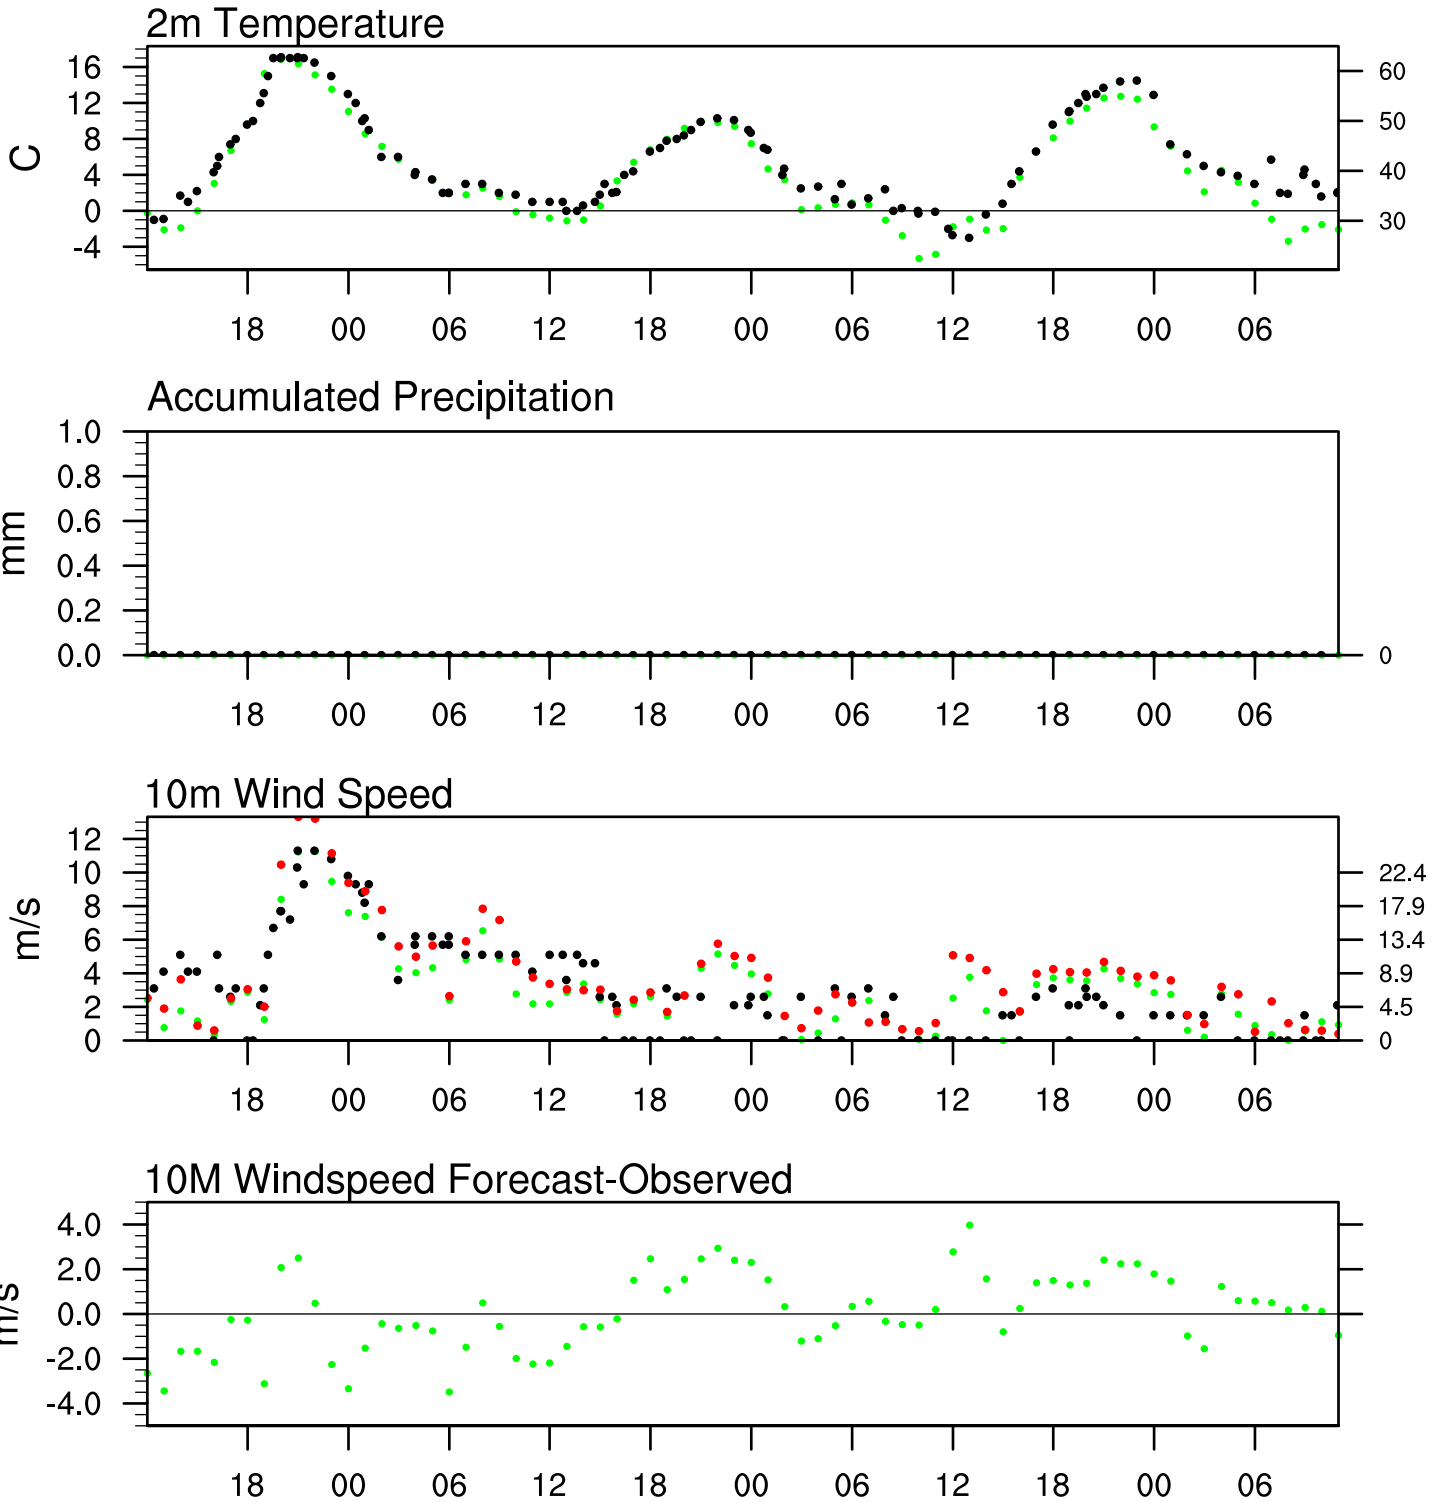 2m Temperature
C
16
12
8
4
0
-4
60
50
40
30
18 00 06 12 18 00 06 12 18 00 06
Accumulated Precipitation
mm
1.0
0.8
0.6
0.4
0.2
0.0
0
18 00 06 12 18 00 06 12 18 00 06
10m Wind Speed
m/s
12
10
8
6
4
2
0
22.4
17.9
13.4
8.9
4.5
0
18 00 06 12 18 00 06 12 18 00 06
10M Windspeed Forecast-Observed
m/s
4.0
2.0
0.0
-2.0
-4.0
18 00 06 12 18 00 06 12 18 00 06